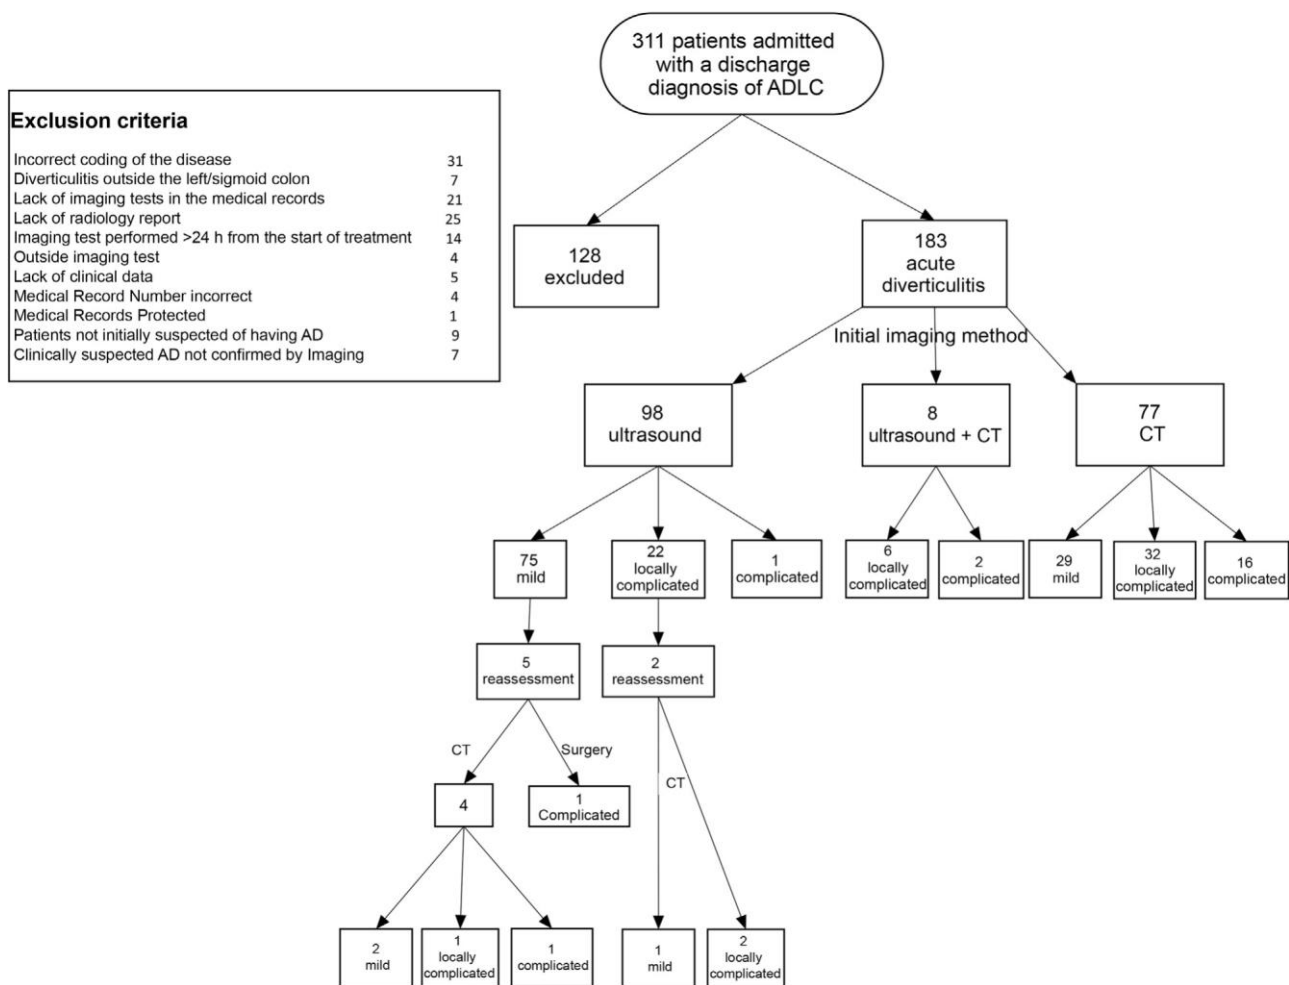 311 patients admitted
with a discharge
diagnosis of ADLC
Exclusion criteria
Incorrect coding of the disease 31
Diverticulitis outside the left/sigmoid colon 7
Lack of imaging tests in the medical records 21
Lack of radiology report 25
Imaging test performed >24 h from the start of treatment 14
Outside imaging test 4
Lack of clinical data 5
Medical Record Number incorrect 4
Medical Records Protected 1
Patients not initially suspected of having AD 9
Clinically suspected AD not confirmed by Imaging 7
128
excluded
183
acute
diverticulitis
Initial imaging method
98
ultrasound
8
ultrasound + CT
77
CT
75
mild
22
locally
complicated
1
complicated
6
locally
complicated
2
complicated
29
mild
32
locally
complicated
16
complicated
5
reassessment
2
reassessment
CT
Surgery
CT
4
1
Complicated
2
mild
1
locally
complicated
1
complicated
1
mild
2
locally
complicated